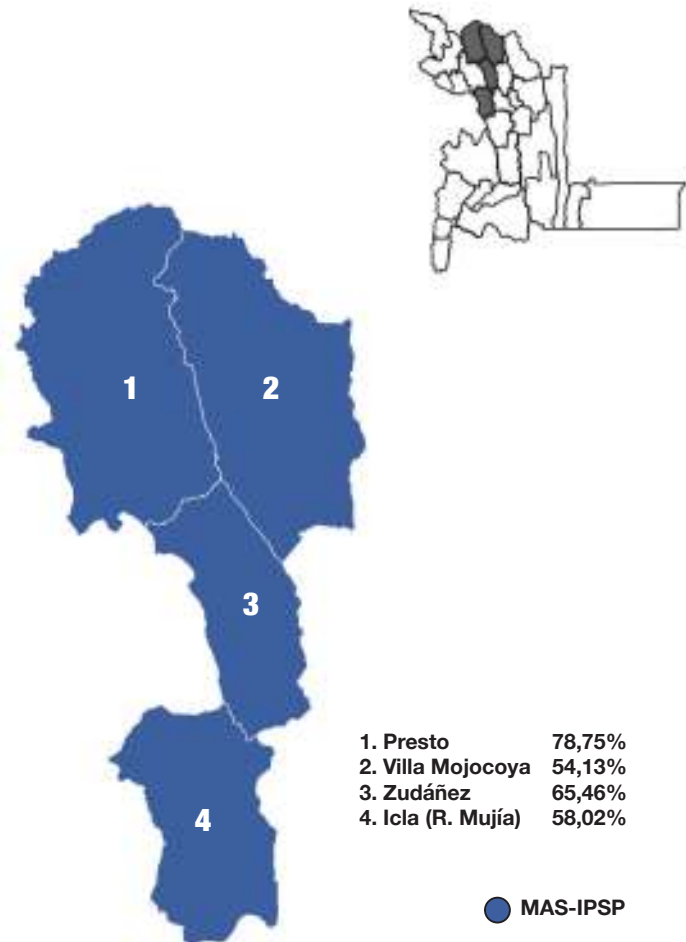 1
2
3
4
1. Presto 78,75%
2. Villa Mojocoya 54,13%
3. Zudáñez 65,46%
4. Icla (R. Mujía) 58,02%
MAS-IPSP